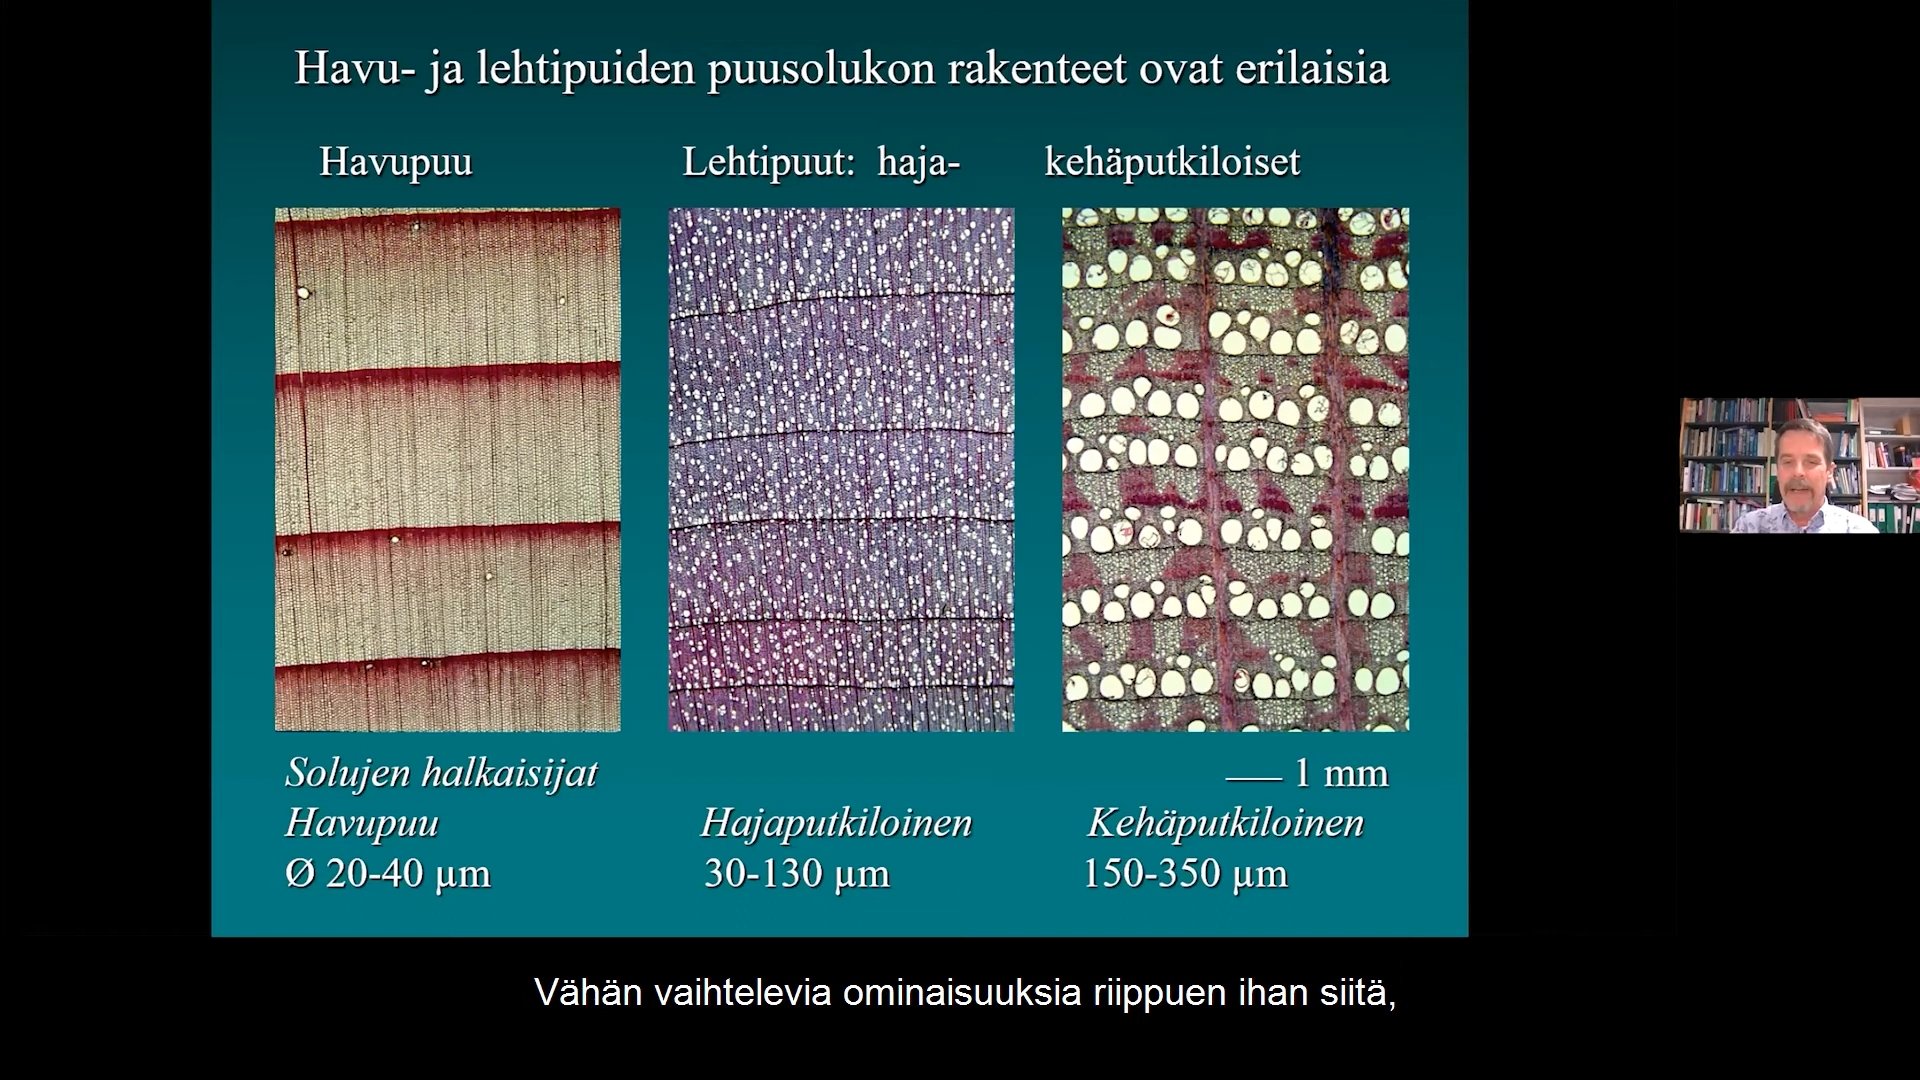 Havu- ja lehtipuiden puusolukon rakenteet ovat erilaisia
Havupuu
Lehtipuut: haja-
kehäputkiloiset
1 mm
Solujen halkaisijat
Havupuu
Ø 20-40 µm
Hajaputkiloinen
30-130 µm
Kehäputkiloinen
150-350 µm
Vähän vaihtelevia ominaisuuksia riippuen ihan siitä,